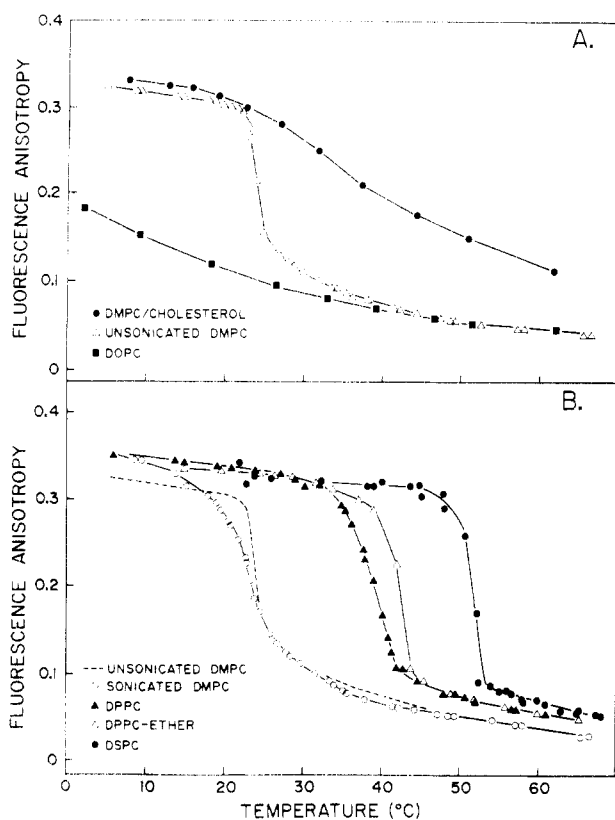 A.
0.4
0.3
0.2
0.1
0
FLUORESCENCE ANISOTROPY
DMPC/CHOLESTEROL
UNSONICATED DMPC
DOPC
B.
0.4
0.3
0.2
0.1
0
FLUORESCENCE ANISOTROPY
UNSONICATED DMPC
SONICATED DMPC
DPPC
DPPC-ETHER
DSPC
0 10 20 30 40 50 60
TEMPERATURE (°C)